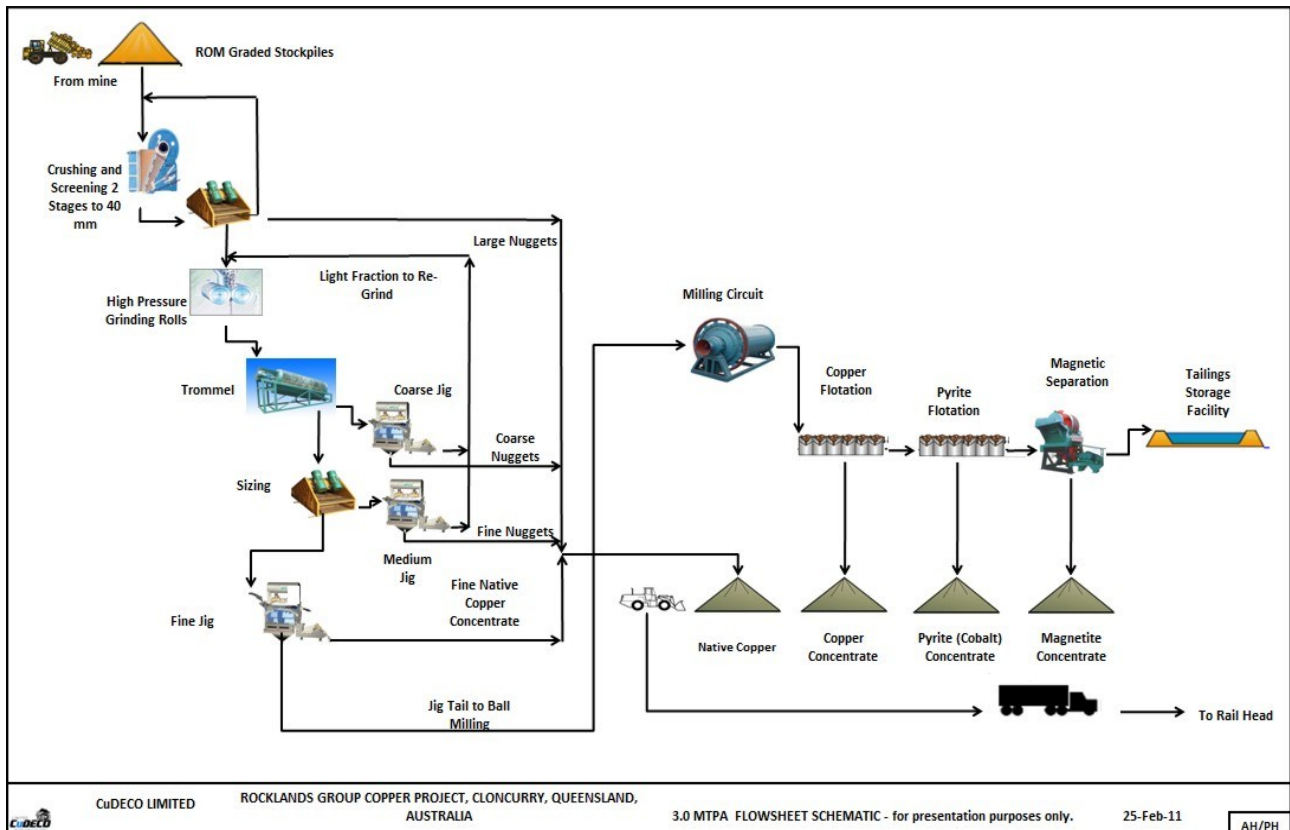 ROM Graded Stockpiles
From mine
Crushing and
Screening 2
Stages to 40
mm
Large Nuggets
Light Fraction to Re-
Grind
High Pressure
Grinding Rolls
Milling Circuit
Trommel
Coarse Jig
Copper
Flotation
Pyrite
Flotation
Magnetic
Separation
Tailings
Storage
Facility
Coarse
Nuggets
Sizing
Fine Nuggets
Medium
Jig
Fine Native
Copper
Concentrate
Fine Jig
Native Copper
Copper
Concentrate
Pyrite (Cobalt)
Concentrate
Magnetite
Concentrate
Jig Tail to Ball
Milling
To Rail Head
CuDECO
CuDECO LIMITED
ROCKLANDS GROUP COPPER PROJECT, CLONCURRY, QUEENSLAND,
AUSTRALIA
3.0 MTPA FLOWSHEET SCHEMATIC - for presentation purposes only.
25-Feb-11
AH/PH